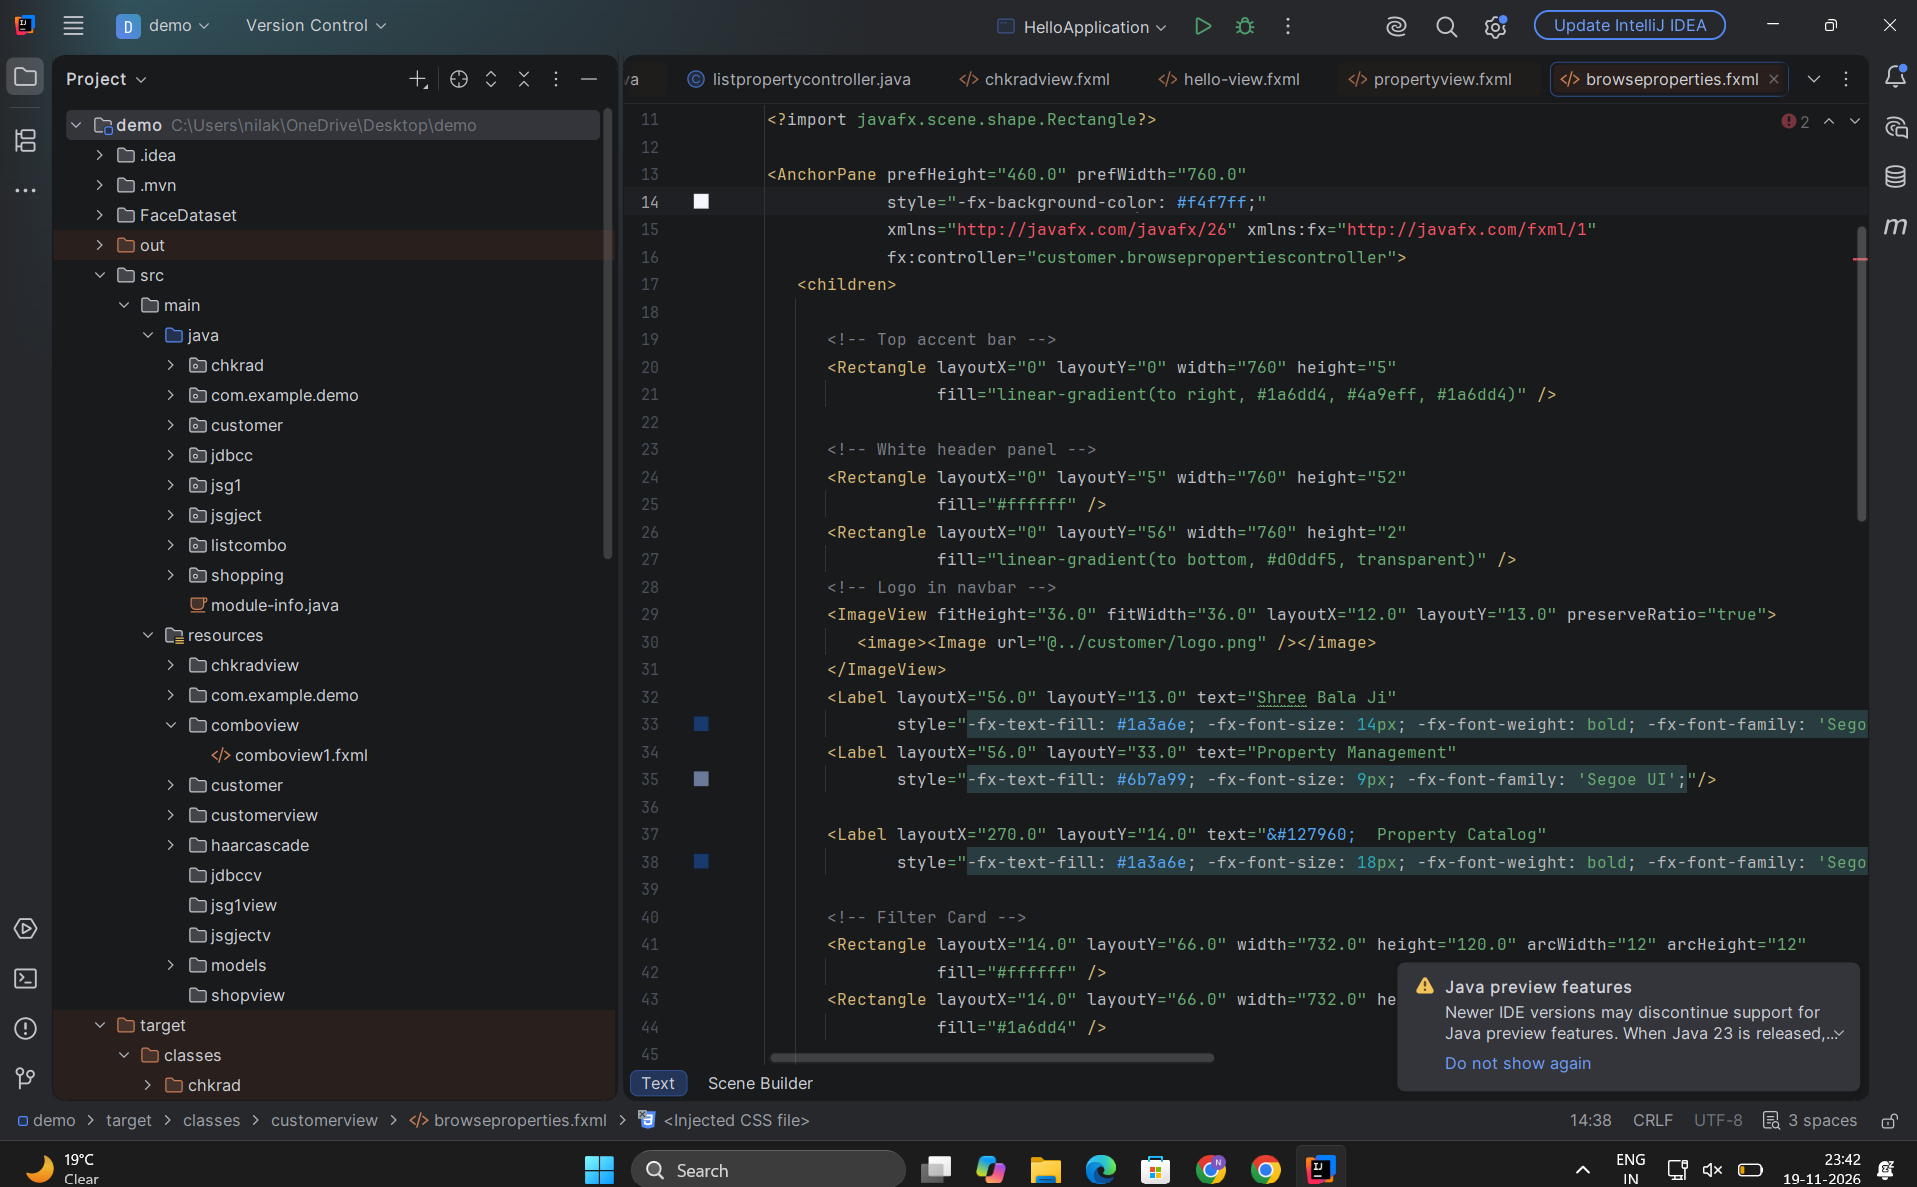 demo
Version Control
HelloApplication
Update IntelliJ IDEA
Project
va
listpropertycontroller.java
chkradview.fxml
hello-view.fxml
propertyview.fxml
browseproperties.fxml
demo C:\Users\nilak\OneDrive\Desktop\demo
.idea
.mvn
FaceDataset
out
src
main
java
chkrad
com.example.demo
customer
jdbcc
jsg1
jsgject
listcombo
shopping
module-info.java
resources
chkradview
com.example.demo
comboview
comboview1.fxml
customer
customerview
haarcascade
jdbccv
jsg1view
jsgjectv
models
shopview
target
classes
chkrad
2
11 <?import javafx.scene.shape.Rectangle?>
12
13 <AnchorPane prefHeight="460.0" prefWidth="760.0"
14 style="-fx-background-color: #f4f7ff;"
15 xmlns="http://javafx.com/javafx/26" xmlns:fx="http://javafx.com/fxml/1"
16 fx:controller="customer.browsepropertiescontroller">
17 <children>
18
19 <!-- Top accent bar -->
20 <Rectangle layoutX="0" layoutY="0" width="760" height="5"
21 fill="linear-gradient(to right, #1a6dd4, #4a9eff, #1a6dd4)" />
22
23 <!-- White header panel -->
24 <Rectangle layoutX="0" layoutY="5" width="760" height="52"
25 fill="#ffffff" />
26 <Rectangle layoutX="0" layoutY="56" width="760" height="2"
27 fill="linear-gradient(to bottom, #d0ddf5, transparent)" />
28 <!-- Logo in navbar -->
29 <ImageView fitHeight="36.0" fitWidth="36.0" layoutX="12.0" layoutY="13.0" preserveRatio="true">
30 <image><Image url="@../customer/logo.png" /></image>
31 </ImageView>
32 <Label layoutX="56.0" layoutY="13.0" text="Shree Bala Ji"
33 style="-fx-text-fill: #1a3a6e; -fx-font-size: 14px; -fx-font-weight: bold; -fx-font-family: 'Sego
34 <Label layoutX="56.0" layoutY="33.0" text="Property Management"
35 style="-fx-text-fill: #6b7a99; -fx-font-size: 9px; -fx-font-family: 'Segoe UI';"/>
36
37 <Label layoutX="270.0" layoutY="14.0" text="&#127960;  Property Catalog"
38 style="-fx-text-fill: #1a3a6e; -fx-font-size: 18px; -fx-font-weight: bold; -fx-font-family: 'Sego
39
40 <!-- Filter Card -->
41 <Rectangle layoutX="14.0" layoutY="66.0" width="732.0" height="120.0" arcWidth="12" arcHeight="12"
42 fill="#ffffff" />
43 <Rectangle layoutX="14.0" layoutY="66.0" width="732.0" he
44 fill="#1a6dd4" />
45
Java preview features
Newer IDE versions may discontinue support for
Java preview features. When Java 23 is released,...
Do not show again
Text
Scene Builder
demo > target > classes > customerview > browseproperties.fxml > <Injected CSS file>
14:38 CRLF UTF-8 3 spaces
19°C
Clear
Search
ENG
IN
23:42
19-11-2026